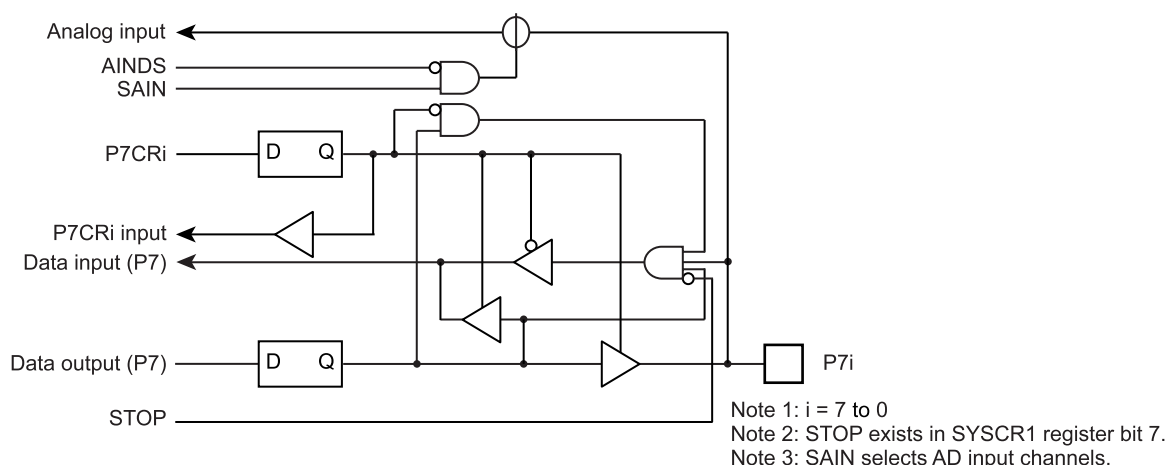 Analog input
AINDS
SAIN
P7CRi
D Q
P7CRi input
Data input (P7)
Data output (P7)
D Q
P7i
STOP
Note 1: i = 7 to 0
Note 2: STOP exists in SYSCR1 register bit 7.
Note 3: SAIN selects AD input channels.